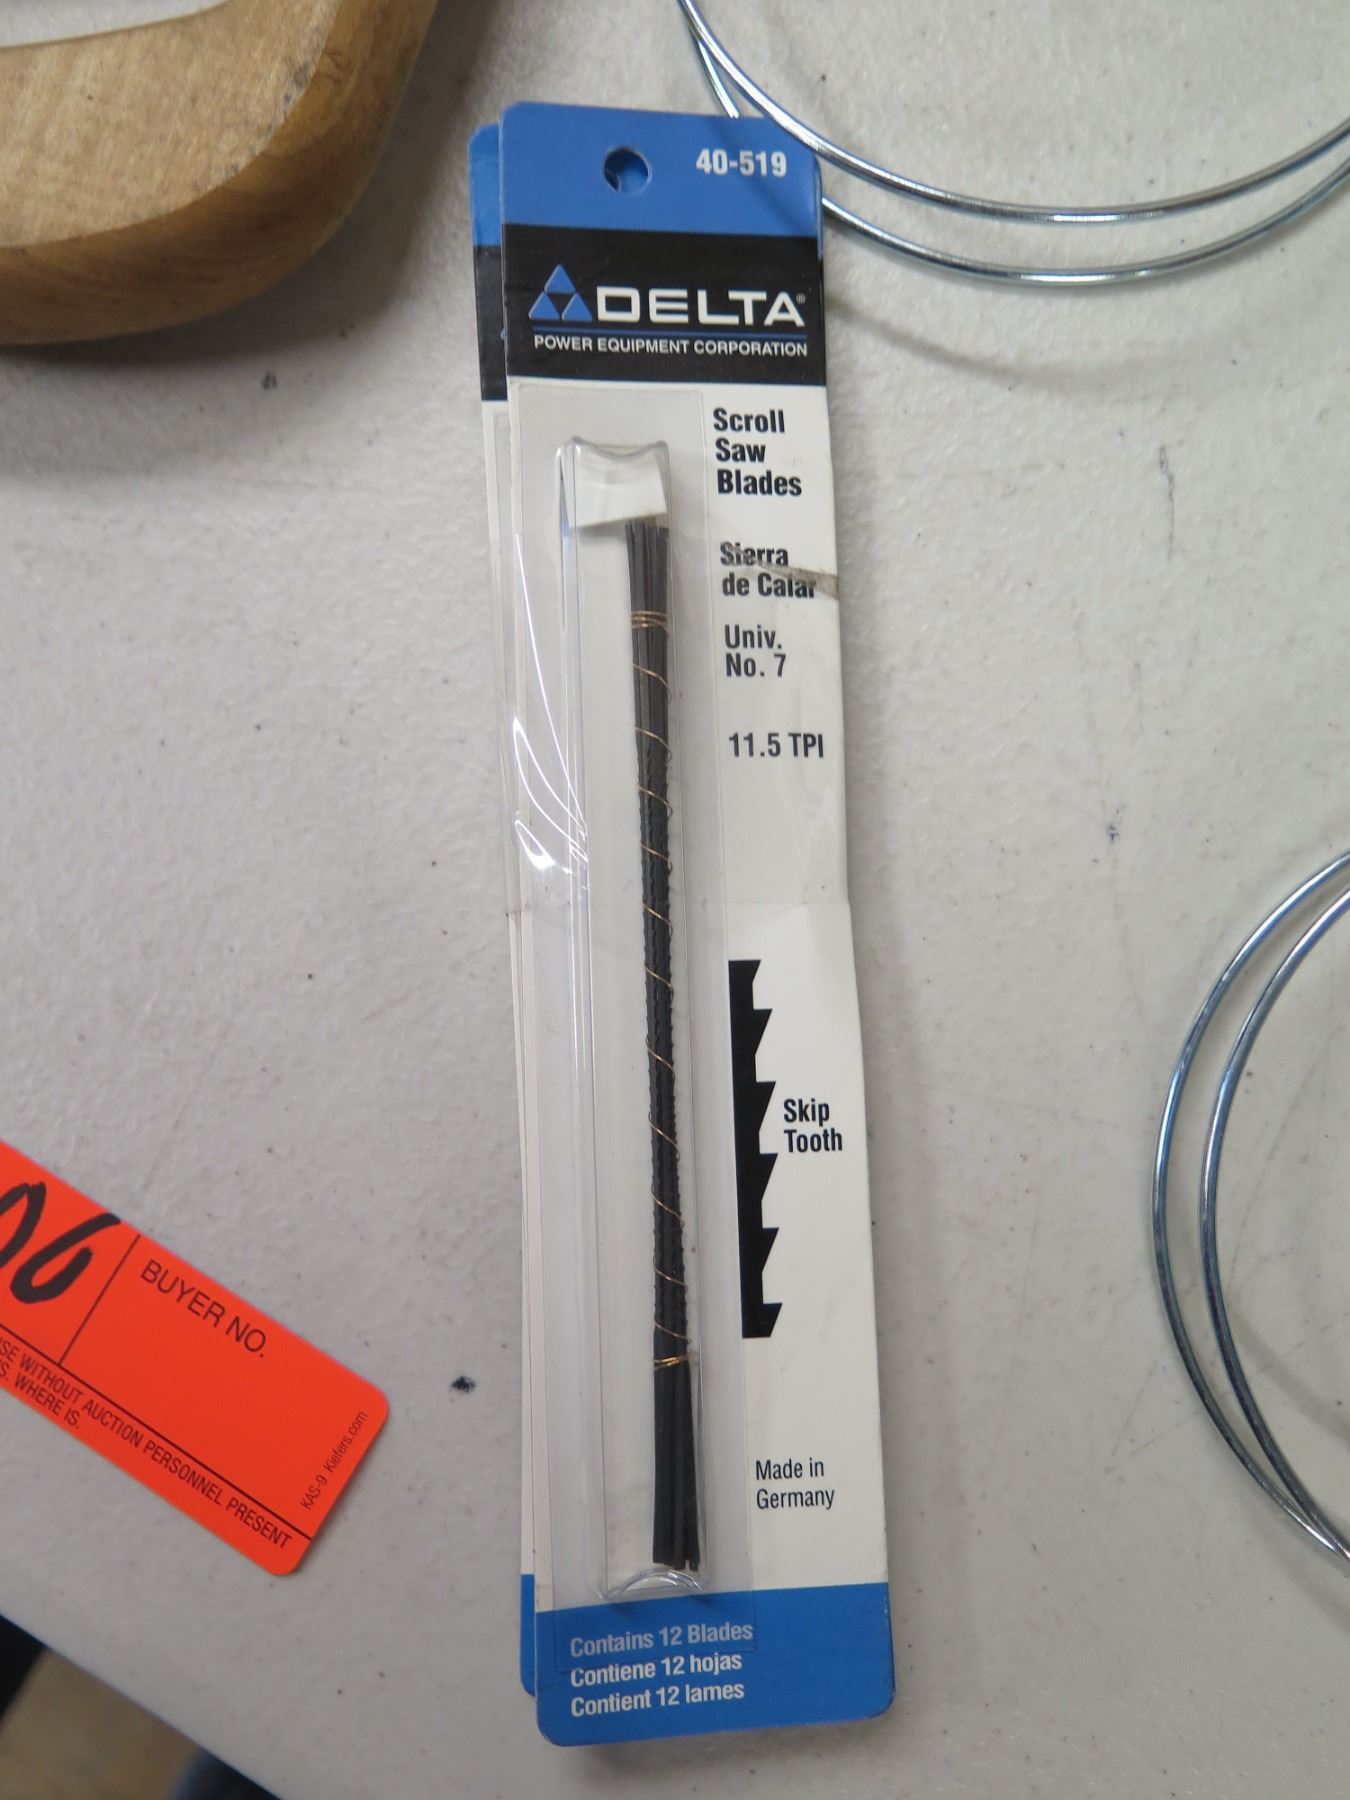 40-519
DELTA®
POWER EQUIPMENT CORPORATION
Scroll
Saw
Blades
Sierra
de Calar
Univ.
No. 7
11.5 TPI
Skip
Tooth
Made in
Germany
Contains 12 Blades
Contiene 12 hojas
Contient 12 lames
06
BUYER NO.
WITHOUT AUCTION PERSONNEL PRESENT
WHERE IS.
KAS-9 Kiefers.com